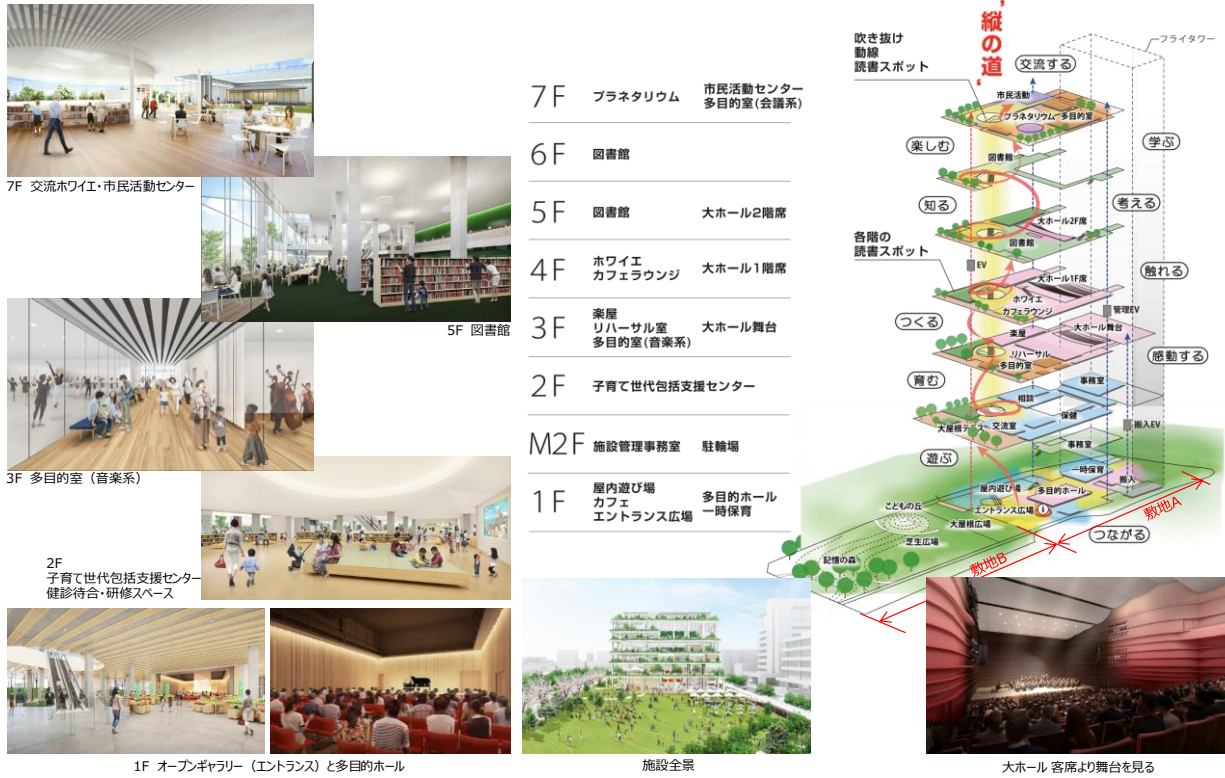 7F 交流ホワイエ・市民活動センター
5F 図書館
3F 多目的室（音楽系）
2F
子育て世代包括支援センター
健診待合・研修スペース
1F オープンギャラリー（エントランス）と多目的ホール
7F プラネタリウム 市民活動センター
多目的室(会議系)
6F 図書館
5F 図書館 大ホール2階席
4F ホワイエ
カフェラウンジ 大ホール1階席
3F 楽屋
リハーサル室
多目的室(音楽系) 大ホール舞台
2F 子育て世代包括支援センター
M2F 施設管理事務室 駐輪場
1F 屋内遊び場
カフェ
エントランス広場 多目的ホール
一時保育
施設全景
"縦の道"
吹き抜け
動線
読書スポット
フライタワー
交流する
市民活動
プラネタリウム 多目的室
学ぶ
楽しむ
図書館
知る
考える
大ホール2F席
各階の
読書スポット
図書館
EV
大ホール1F席
触れる
ホワイエ
カフェラウンジ
管理EV
つくる
楽屋
大ホール舞台
リハーサル
多目的室
感動する
育む
事務室
相談
保健
大屋根テラス
交流室
搬入EV
事務室
遊ぶ
一時保育
屋内遊び場
多目的ホール
搬入
こどもの丘
エントランス広場
i
大屋根広場
敷地A
芝生広場
つながる
記憶の森
敷地B
大ホール 客席より舞台を見る